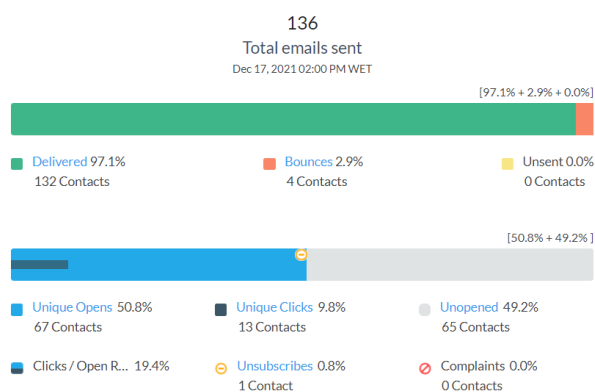 136
Total emails sent
Dec 17, 2021 02:00 PM WET
[97.1% + 2.9% + 0.0%]
Delivered 97.1% Bounces 2.9% Unsent 0.0%
132 Contacts 4 Contacts 0 Contacts
[50.8% + 49.2% ]
Unique Opens 50.8% Unique Clicks 9.8% Unopened 49.2%
67 Contacts 13 Contacts 65 Contacts
Clicks / Open R... 19.4% Unsubscribes 0.8% Complaints 0.0%
1 Contact 0 Contacts